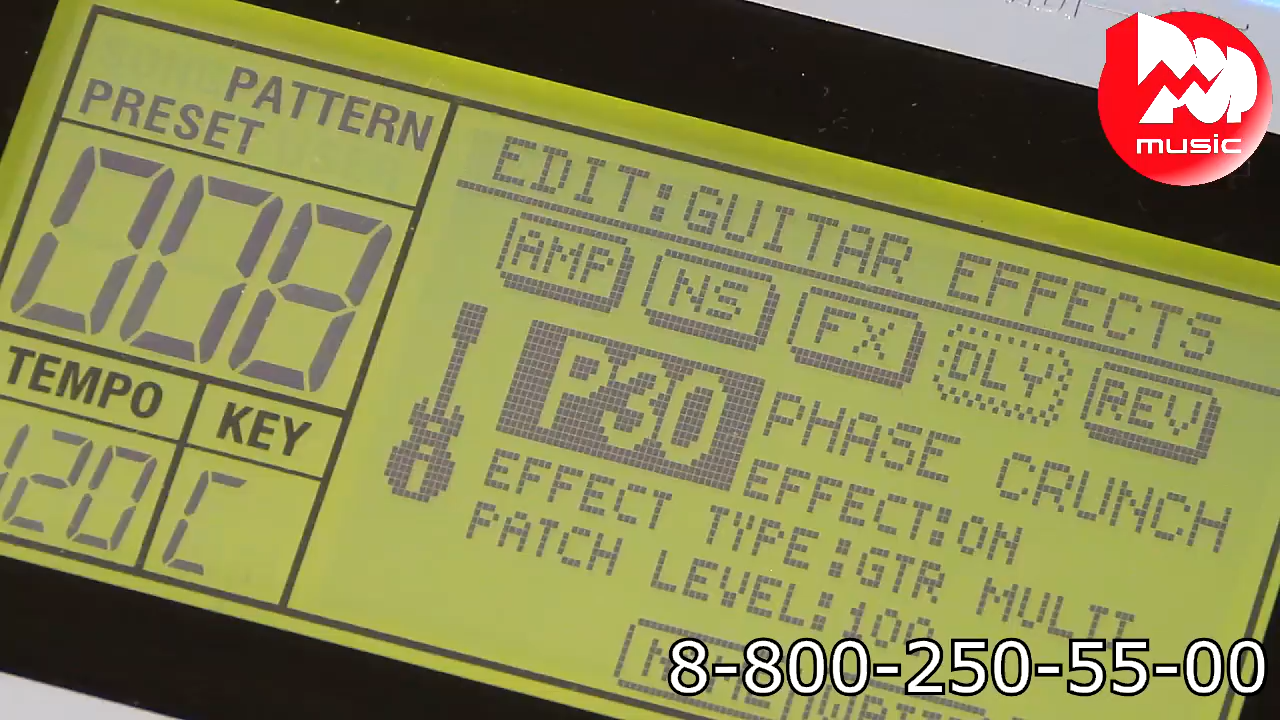 POP
music
PATTERN
PRESET
008
TEMPO
120
KEY
C
EDIT:GUITAR EFFECTS
AMP NS FX DLY REV
P30 PHASE CRUNCH
EFFECT:ON
EFFECT TYPE:GTR MULTI
PATCH LEVEL:100
8-800-250-55-00